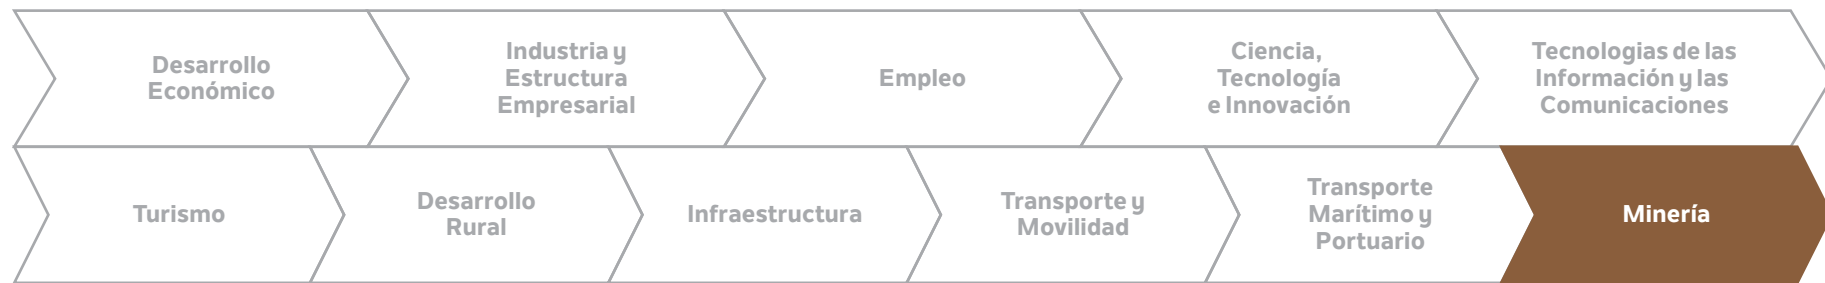 Desarrollo
Económico
Industria y
Estructura
Empresarial
Empleo
Ciencia,
Tecnología
e Innovación
Tecnologias de las
Información y las
Comunicaciones
Turismo
Desarrollo
Rural
Infraestructura
Transporte y
Movilidad
Transporte
Marítimo y
Portuario
Minería